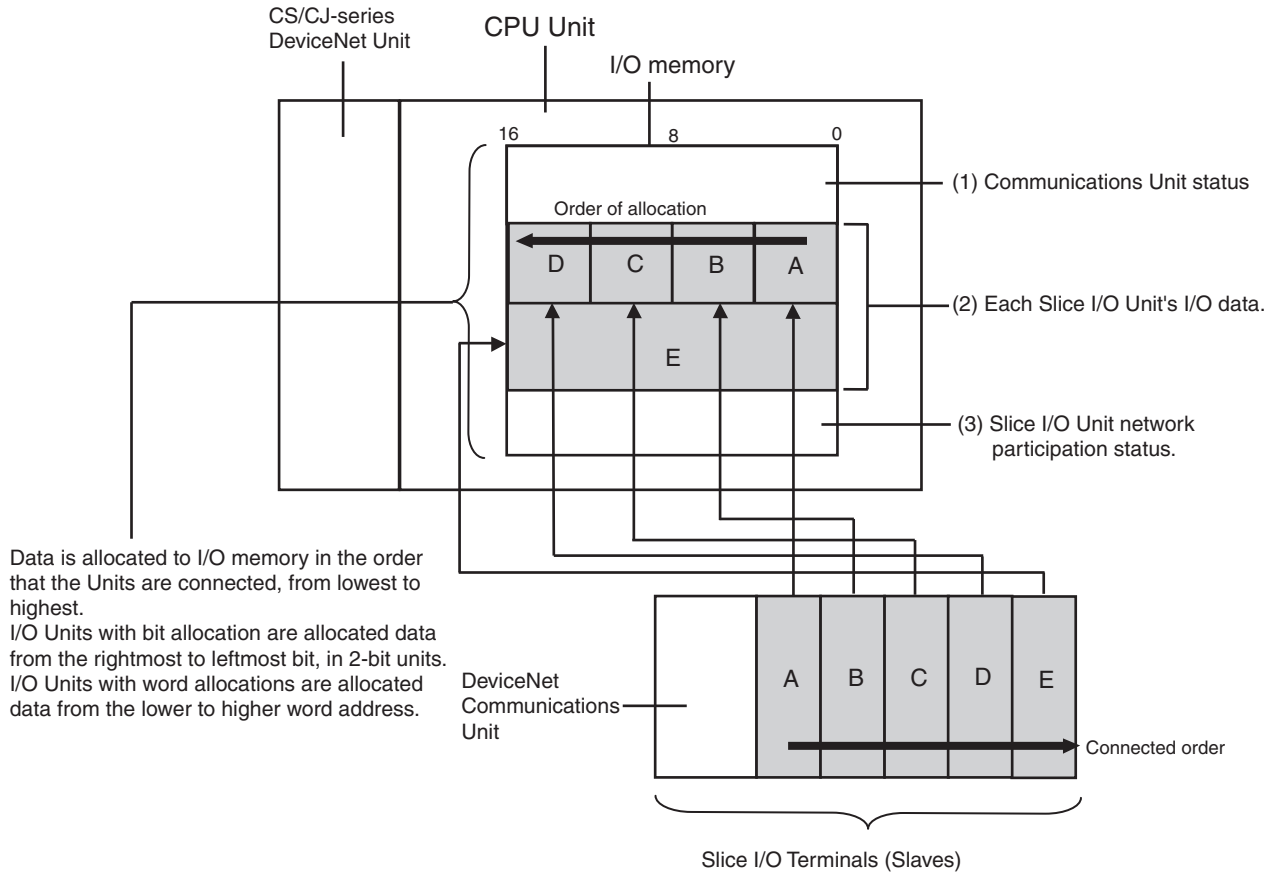 CS/CJ-series
DeviceNet Unit
CPU Unit
I/O memory
16
8
0
(1) Communications Unit status
Order of allocation
D
C
B
A
(2) Each Slice I/O Unit's I/O data.
E
(3) Slice I/O Unit network
participation status.
Data is allocated to I/O memory in the order
that the Units are connected, from lowest to
highest.
I/O Units with bit allocation are allocated data
from the rightmost to leftmost bit, in 2-bit units.
I/O Units with word allocations are allocated
data from the lower to higher word address.
DeviceNet
Communications
Unit
A
B
C
D
E
Connected order
Slice I/O Terminals (Slaves)